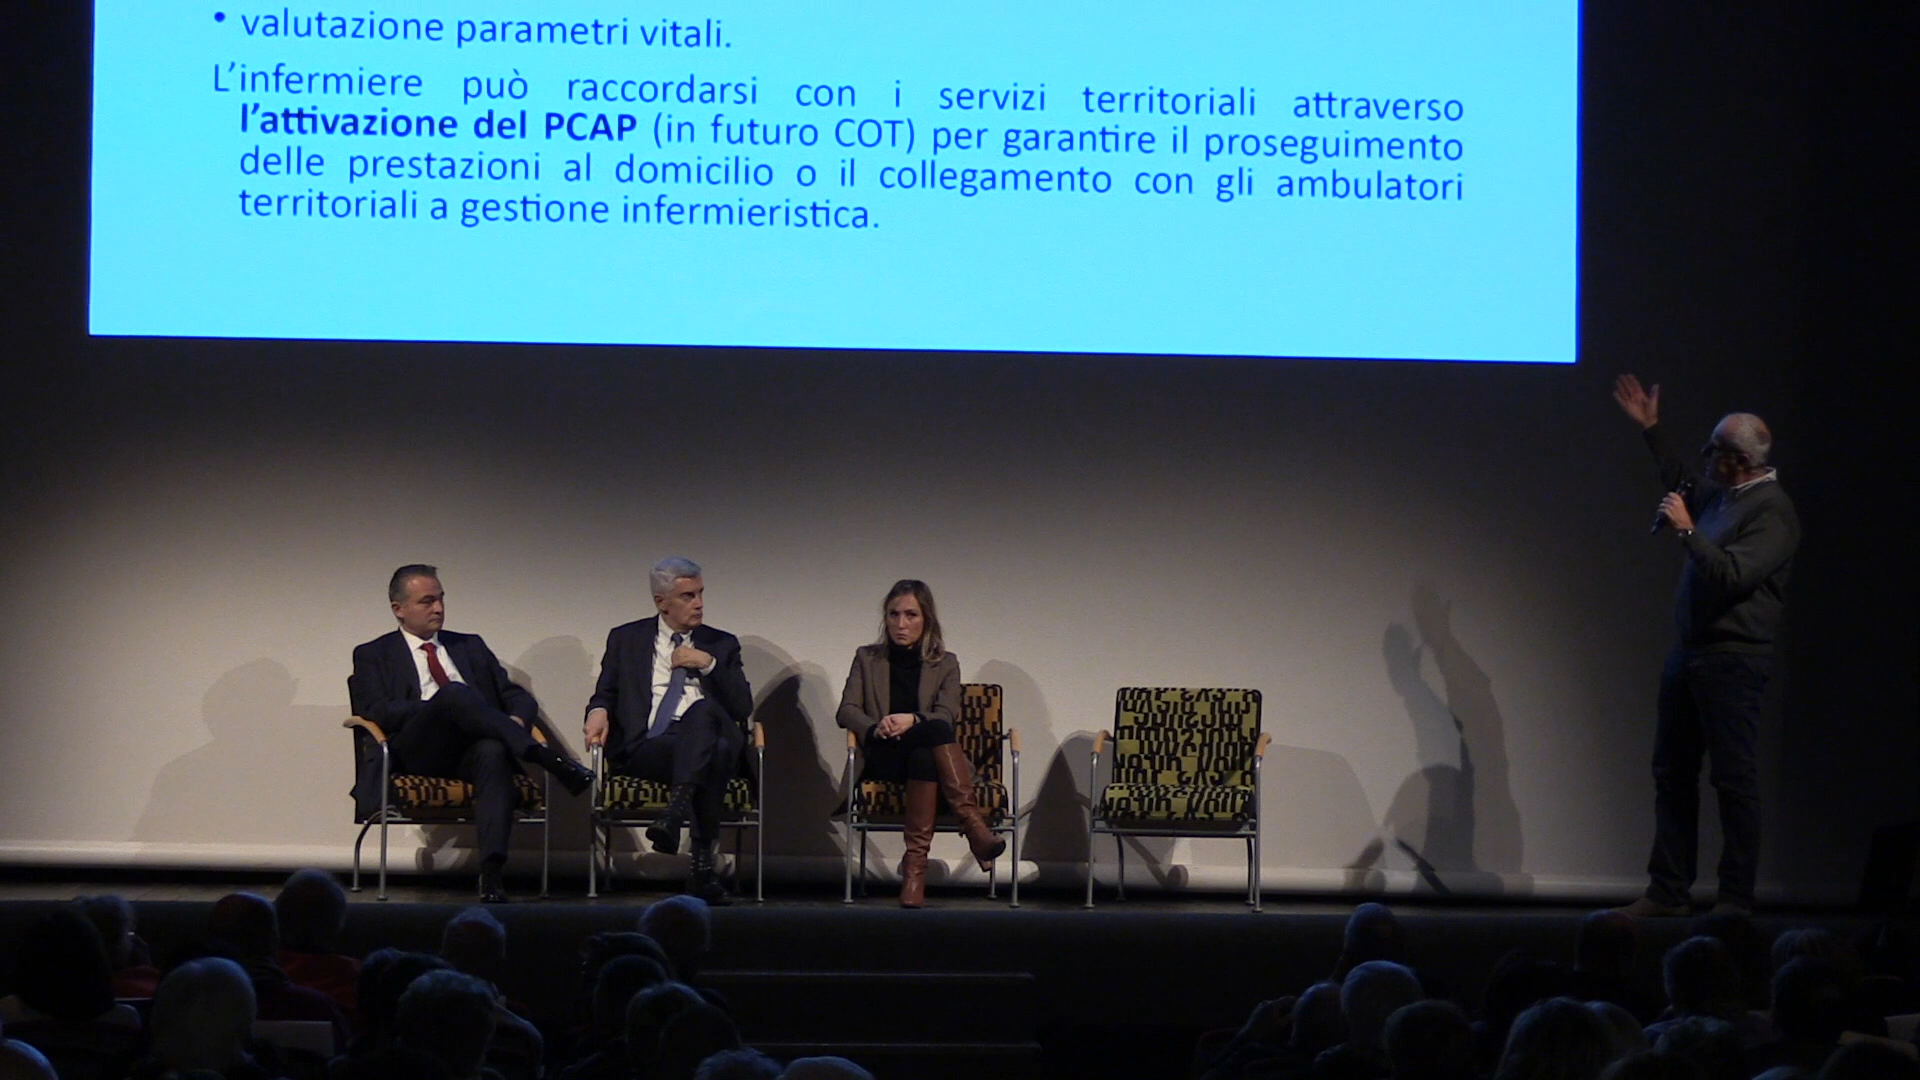 • valutazione parametri vitali.
L’infermiere può raccordarsi con i servizi territoriali attraverso
l’attivazione del PCAP (in futuro COT) per garantire il proseguimento
delle prestazioni al domicilio o il collegamento con gli ambulatori
territoriali a gestione infermieristica.